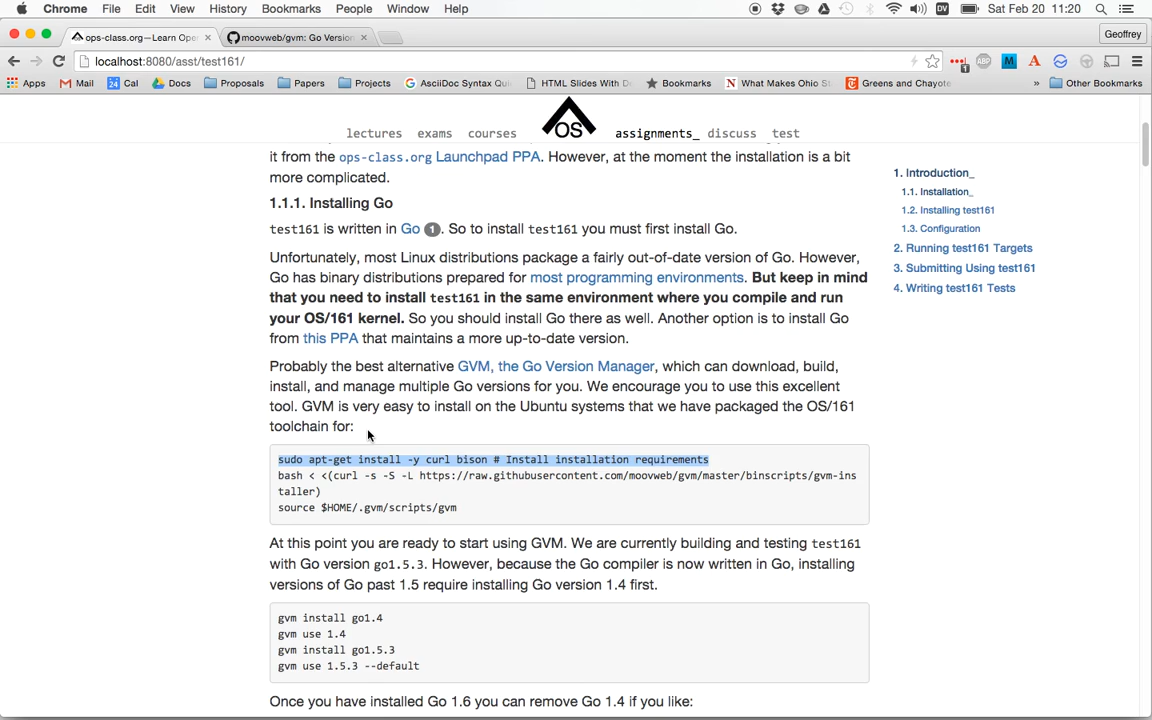 Chrome File Edit View History Bookmarks People Window Help DV Sat Feb 20 11:20
ops-class.org—Learn Ope × moovweb/gvm: Go Version × Geoffrey
localhost:8080/asst/test161/ 1 ABP M A
Apps Mail 24 Cal Docs Proposals Papers Projects G AsciiDoc Syntax Qui HTML Slides With D Bookmarks N What Makes Ohio St T Greens and Chayote » Other Bookmarks
OS
lectures exams courses assignments_ discuss test
it from the ops-class.org Launchpad PPA. However, at the moment the installation is a bit
more complicated.
1.1.1. Installing Go
test161 is written in Go 1. So to install test161 you must first install Go.
Unfortunately, most Linux distributions package a fairly out-of-date version of Go. However,
Go has binary distributions prepared for most programming environments. But keep in mind
that you need to install test161 in the same environment where you compile and run
your OS/161 kernel. So you should install Go there as well. Another option is to install Go
from this PPA that maintains a more up-to-date version.
Probably the best alternative GVM, the Go Version Manager, which can download, build,
install, and manage multiple Go versions for you. We encourage you to use this excellent
tool. GVM is very easy to install on the Ubuntu systems that we have packaged the OS/161
toolchain for:
sudo apt-get install -y curl bison # Install installation requirements
bash < <(curl -s -S -L https://raw.githubusercontent.com/moovweb/gvm/master/binscripts/gvm-ins
taller)
source $HOME/.gvm/scripts/gvm
At this point you are ready to start using GVM. We are currently building and testing test161
with Go version go1.5.3. However, because the Go compiler is now written in Go, installing
versions of Go past 1.5 require installing Go version 1.4 first.
gvm install go1.4
gvm use 1.4
gvm install go1.5.3
gvm use 1.5.3 --default
Once you have installed Go 1.6 you can remove Go 1.4 if you like:
1. Introduction_
1.1. Installation_
1.2. Installing test161
1.3. Configuration
2. Running test161 Targets
3. Submitting Using test161
4. Writing test161 Tests